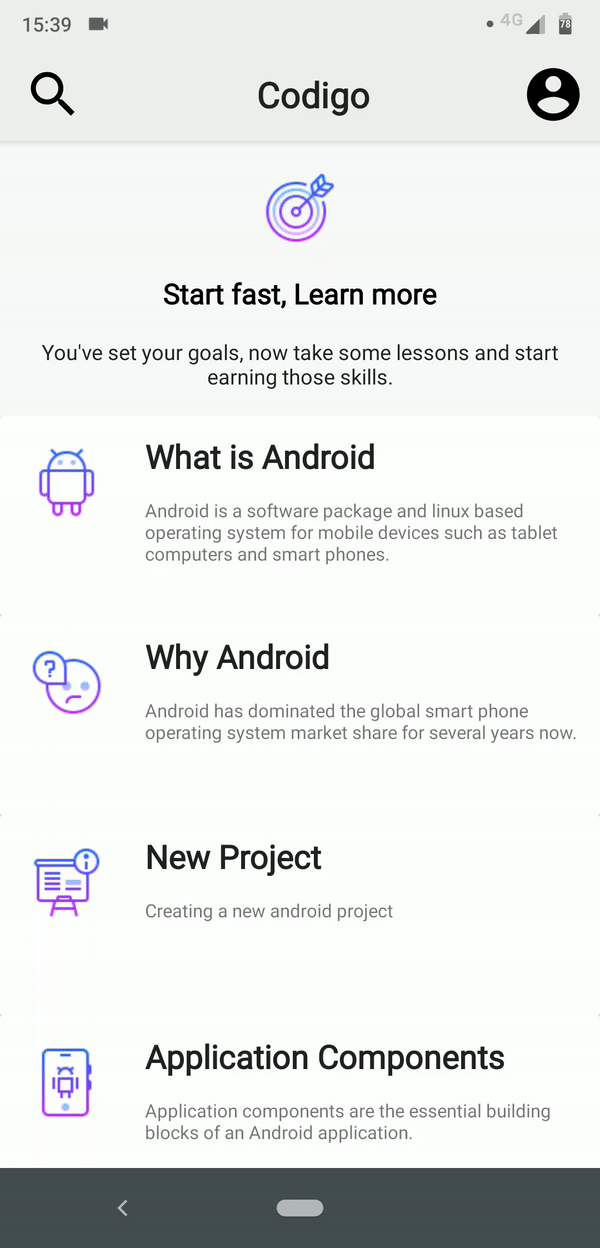 15:39
4G
78
Codigo
Start fast, Learn more
You've set your goals, now take some lessons and start
earning those skills.
What is Android
Android is a software package and linux based
operating system for mobile devices such as tablet
computers and smart phones.
?
Why Android
Android has dominated the global smart phone
operating system market share for several years now.
New Project
Creating a new android project
Application Components
Application components are the essential building
blocks of an Android application.